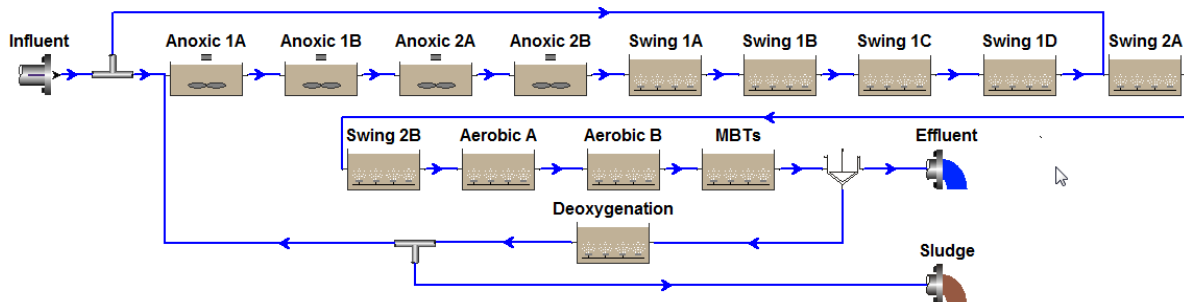 Influent
Anoxic 1A
Anoxic 1B
Anoxic 2A
Anoxic 2B
Swing 1A
Swing 1B
Swing 1C
Swing 1D
Swing 2A
Swing 2B
Aerobic A
Aerobic B
MBTs
Effluent
Deoxygenation
Sludge